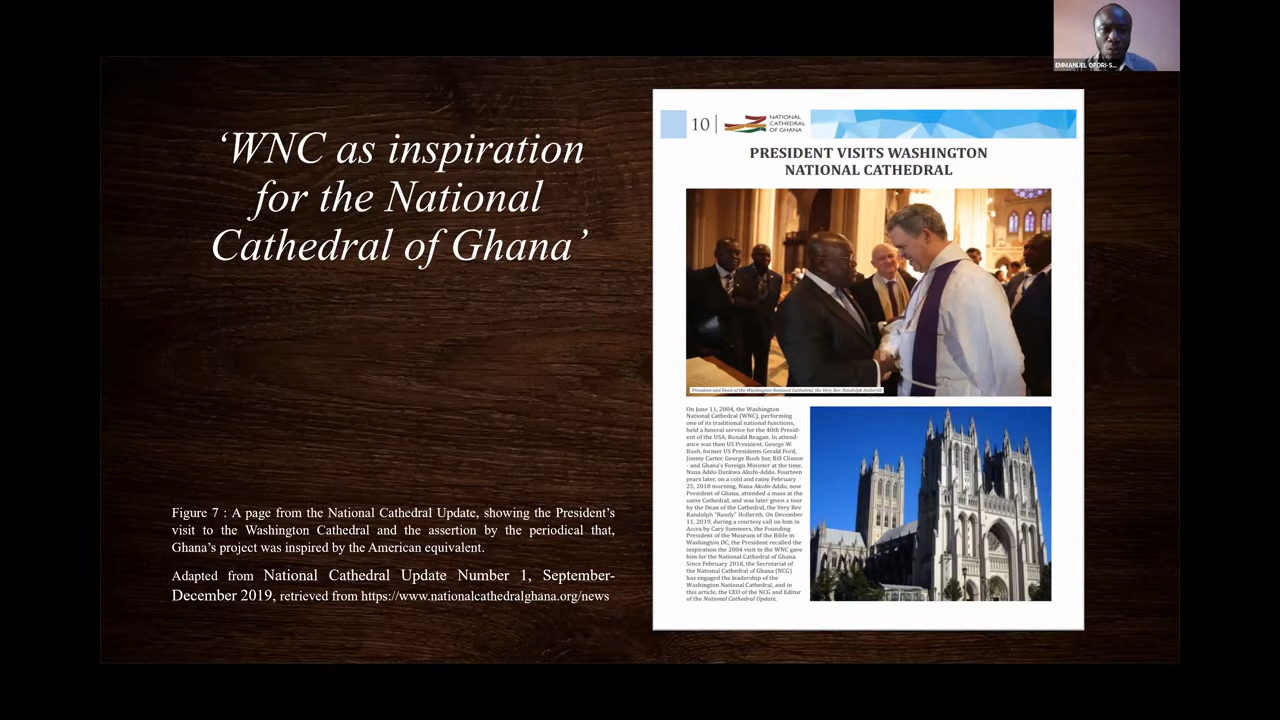 EMMANUEL OFORI-S...
‘WNC as inspiration
for the National
Cathedral of Ghana’
Figure 7 : A page from the National Cathedral Update, showing the President’s
visit to the Washington Cathedral and the assertion by the periodical that,
Ghana’s project was inspired by the American equivalent.
Adapted from National Cathedral Update Number 1, September-
December 2019, retrieved from https://www.nationalcathedralghana.org/news
10 |
NATIONAL
CATHEDRAL
OF GHANA
PRESIDENT VISITS WASHINGTON
NATIONAL CATHEDRAL
President and Dean of the Washington National Cathedral, the Very Rev. Randolph Hollerith
On June 11, 2004, the Washington
National Cathedral (WNC), performing
one of its traditional national functions,
held a funeral service for the 40th Presid-
ent of the USA, Ronald Reagan. In attend-
ance was then US President, George W.
Bush, former US Presidents Gerald Ford,
Jimmy Carter, George Bush Snr, Bill Clinton
- and Ghana's Foreign Minister at the time,
Nana Addo Dankwa Akufo-Addo. Fourteen
years later, on a cold and rainy February
25, 2018 morning, Nana Akufo-Addo, now
President of Ghana, attended a mass at the
same Cathedral, and was later given a tour
by the Dean of the Cathedral, the Very Rev
Randolph "Randy" Hollerith. On December
11, 2019, during a courtesy call on him in
Accra by Cary Summers, the Founding
President of the Museum of the Bible in
Washington DC, the President recalled the
inspiration the 2004 visit to the WNC gave
him for the National Cathedral of Ghana.
Since February 2018, the Secretariat of
the National Cathedral of Ghana (NCG)
has engaged the leadership of the
Washington National Cathedral, and in
this article, the CEO of the NCG and Editor
of the National Cathedral Update,